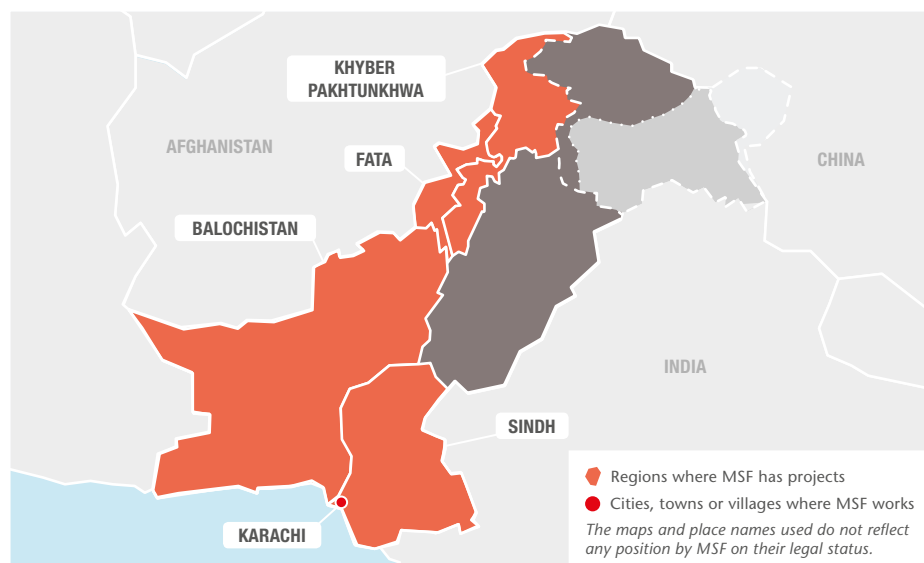 KHYBER
PAKHTUNKHWA
AFGHANISTAN
FATA
CHINA
BALOCHISTAN
INDIA
SINDH
KARACHI
Regions where MSF has projects
Cities, towns or villages where MSF works
The maps and place names used do not reflect
any position by MSF on their legal status.